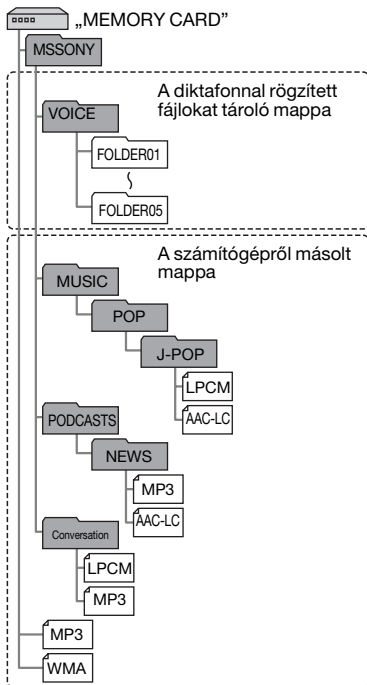 „MEMORY CARD”
MSSONY
A diktafonnal rögzített
fájlokat tároló mappa
VOICE
FOLDER01
FOLDER05
A számítógépről másolt
mappa
MUSIC
POP
J-POP
LPCM
AAC-LC
PODCASTS
NEWS
MP3
AAC-LC
Conversation
LPCM
MP3
MP3
WMA